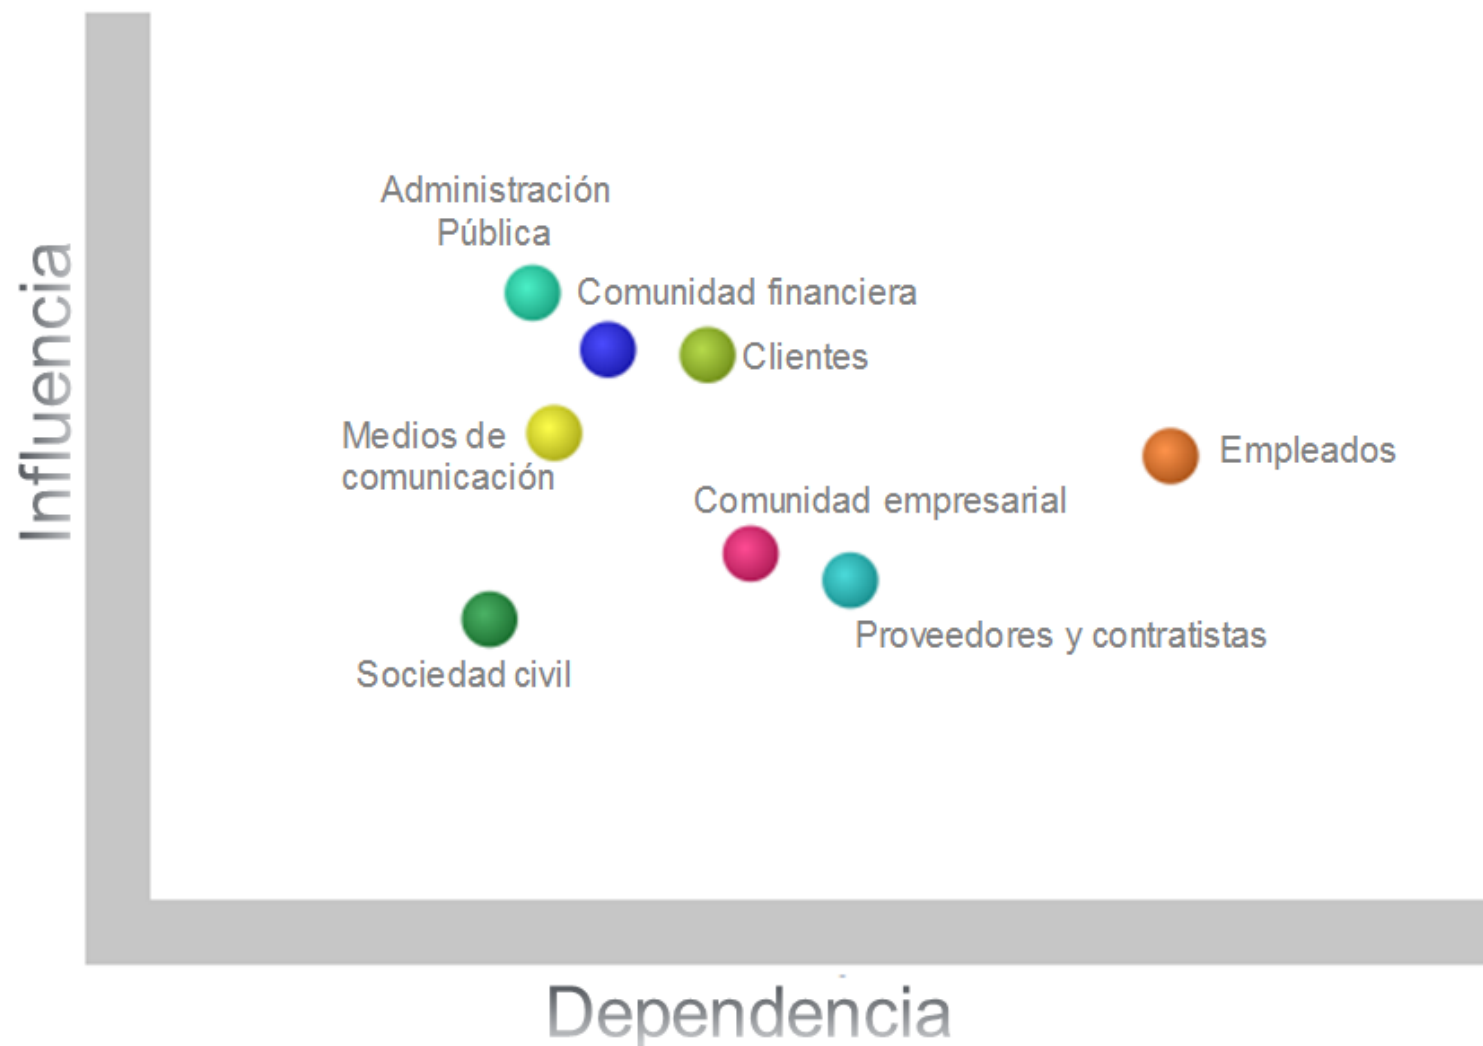 Administración
Pública
Comunidad financiera
Clientes
Medios de
comunicación
Empleados
Comunidad empresarial
Proveedores y contratistas
Sociedad civil
Influencia
Dependencia